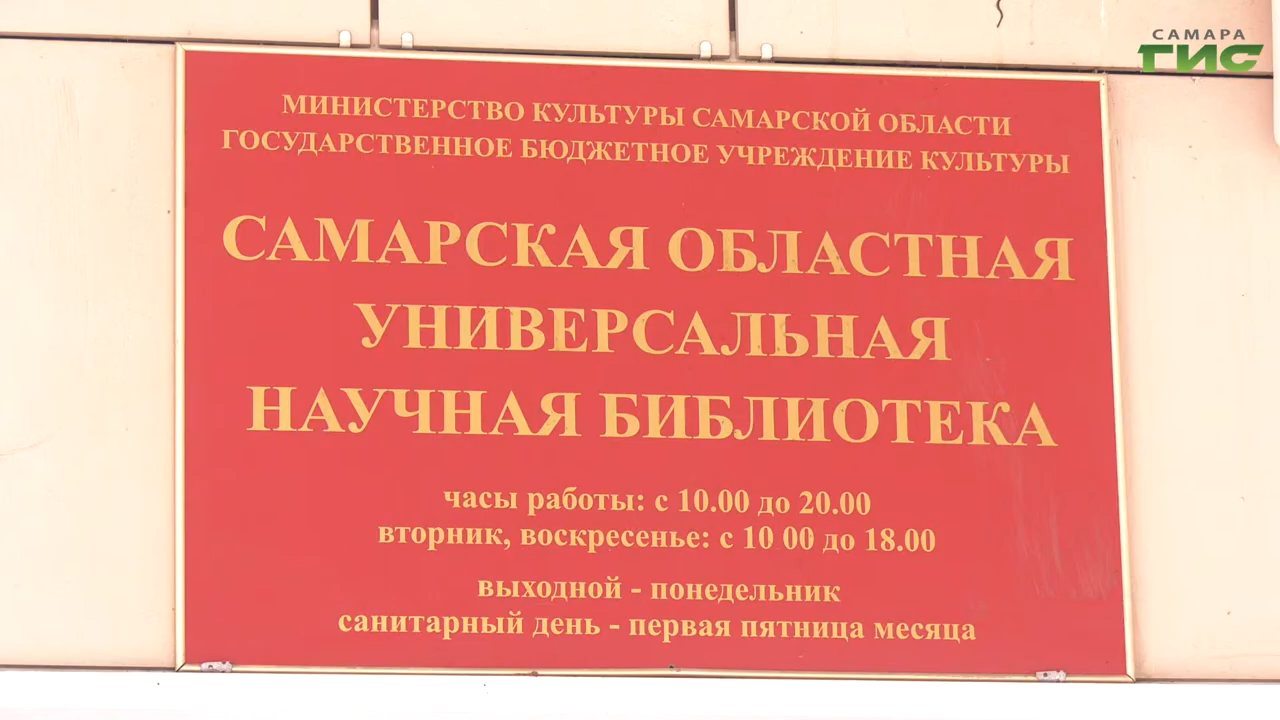 САМАРА
ГИС
МИНИСТЕРСТВО КУЛЬТУРЫ САМАРСКОЙ ОБЛАСТИ
ГОСУДАРСТВЕННОЕ БЮДЖЕТНОЕ УЧРЕЖДЕНИЕ КУЛЬТУРЫ
САМАРСКАЯ ОБЛАСТНАЯ
УНИВЕРСАЛЬНАЯ
НАУЧНАЯ БИБЛИОТЕКА
часы работы: с 10.00 до 20.00
вторник, воскресенье: с 10 00 до 18.00
выходной - понедельник
санитарный день - первая пятница месяца